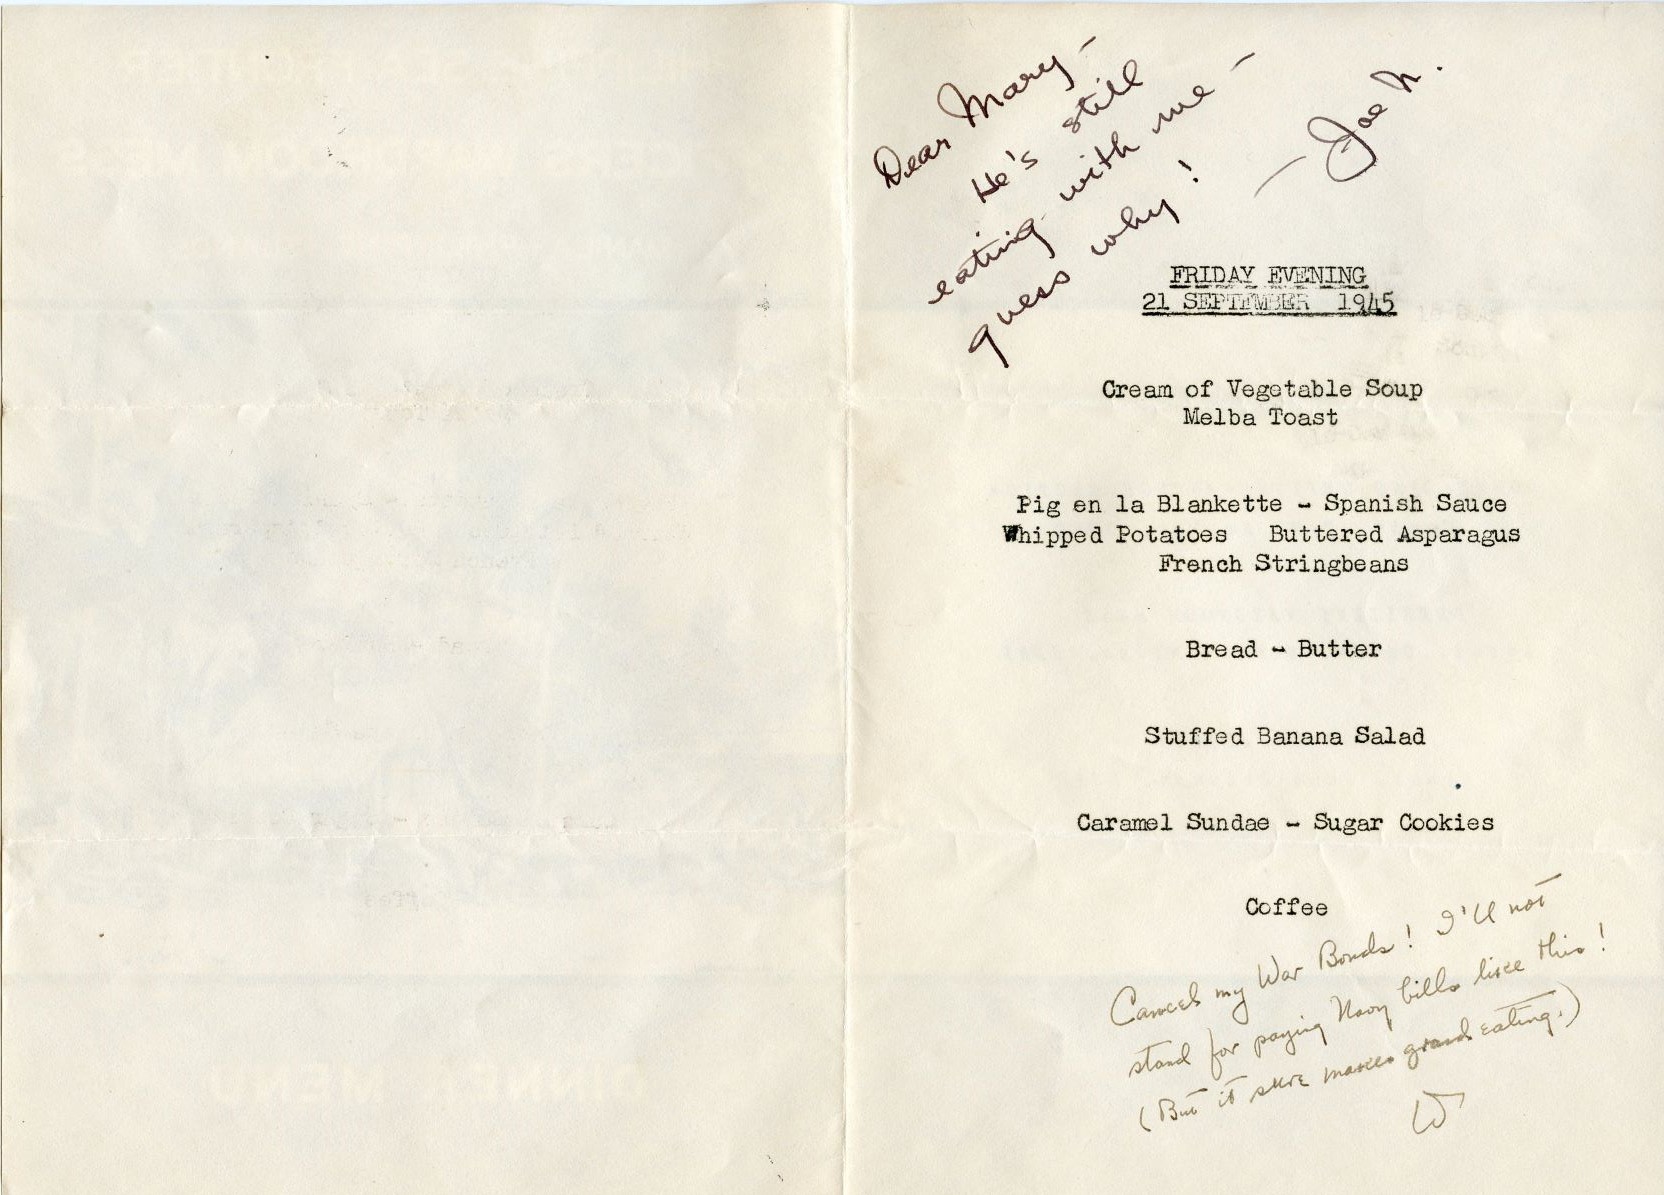 Dear Mary –
He's still
eating with me –
guess why!
— Joe N.
FRIDAY EVENING
21 SEPTEMBER 1945
Cream of Vegetable Soup
Melba Toast
Pig en la Blankette - Spanish Sauce
Whipped Potatoes Buttered Asparagus
French Stringbeans
Bread - Butter
Stuffed Banana Salad
Caramel Sundae - Sugar Cookies
Coffee
Cancel my War Bonds! I'll not
stand for paying Navy bills like this!
(But it sure makes grand eating.)
W
DINNER MENU